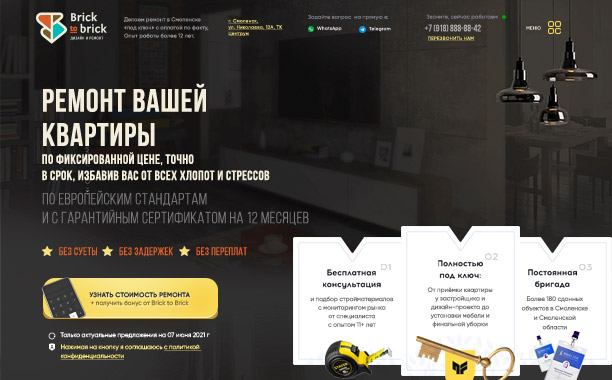 Brick
to brick
ДИЗАЙН И РЕМОНТ
Делаем ремонт в Смоленске
«под ключ» с оплатой по факту,
Опыт работы более 12 лет.
г. Смоленск,
ул. Николаева, 12А, ТК
Центрум
Задайте вопрос на прямую в:
WhatsApp
Telegram
Звоните, сейчас работаем
+7 (918) 888-88-42
ПЕРЕЗВОНИТЬ НАМ
МЕНЮ
РЕМОНТ ВАШЕЙ
КВАРТИРЫ
ПО ФИКСИРОВАННОЙ ЦЕНЕ, ТОЧНО
В СРОК, ИЗБАВИВ ВАС ОТ ВСЕХ ХЛОПОТ И СТРЕССОВ
ПО ЕВРОПЕЙСКИМ СТАНДАРТАМ
И С ГАРАНТИЙНЫМ СЕРТИФИКАТОМ НА 12 МЕСЯЦЕВ
БЕЗ СУЕТЫ
БЕЗ ЗАДЕРЖЕК
БЕЗ ПЕРЕПЛАТ
УЗНАТЬ СТОИМОСТЬ РЕМОНТА
+ получить бонус от Brick to Brick
Только актуальные предложения на 07 июня 2021 г
Нажимая на кнопку я соглашаюсь с политикой
конфиденциальности
01
Бесплатная
консультация
и подбор стройматериалов
с мониторингом рынка
от специалиста
с опытом 11+ лет
02
Полностью
под ключ:
От приёмки квартиры
у застройщика и
дизайн-проекта до
установки мебели и
финальной уборки
03
Постоянная
бригада
Более 180 сданных
объектов в Смоленске
и Смоленской
области